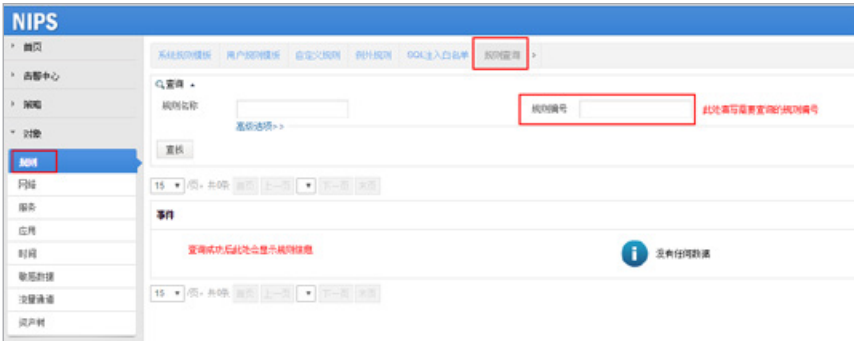 NIPS
首页
系统规则模板 用户规则模板 自定义规则 例外规则 SQL注入白名单 规则查询
告警中心
查询
策略
规则名称 规则编号 此处填写需要查询的规则编号
高级选项>>
对象
查找
规则
网络
15 /页，共0条 首页 上一页 下一页 末页
服务
事件
应用
时间
查询成功后此处会显示规则信息 没有任何数据
敏感数据
流量通道
15 /页，共0条 首页 上一页 下一页 末页
资产树